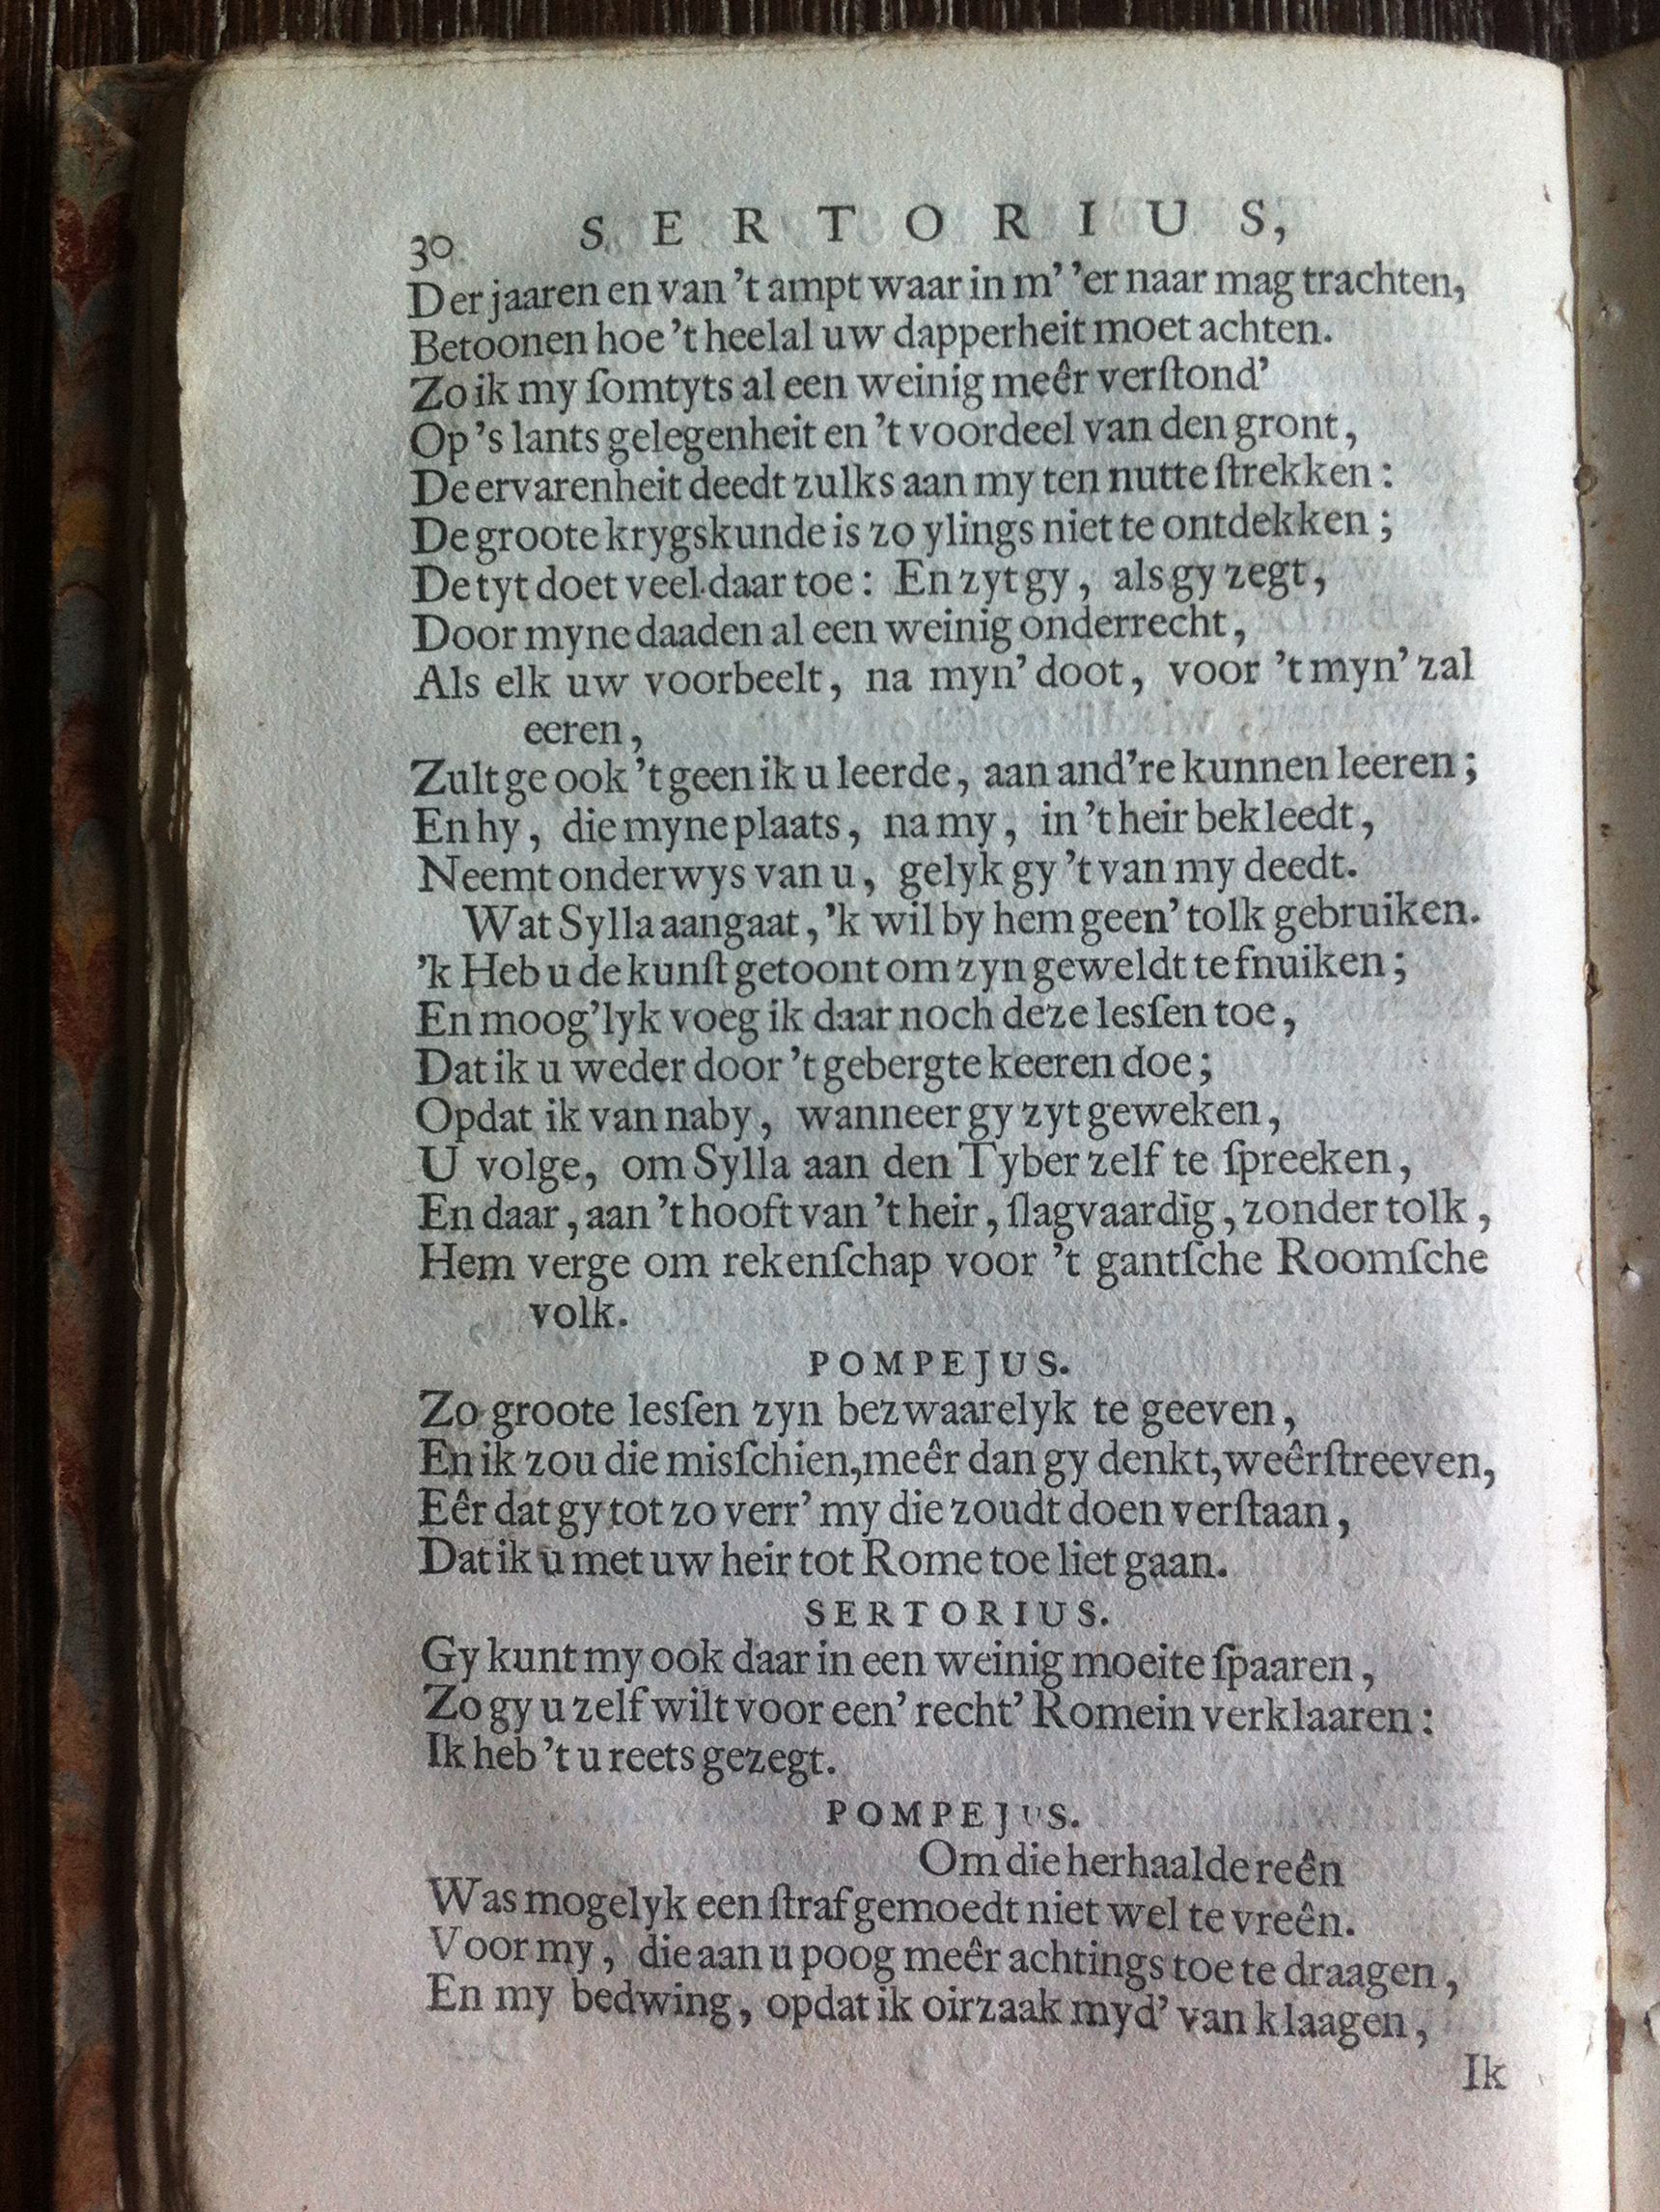 30 SERTORIUS,
Der jaaren en van 't ampt waar in m' 'er naar mag trachten,
Betoonen hoe 't heelal uw dapperheit moet achten.
Zo ik my ſomtyts al een weinig meêr verſtond'
Op 's lants gelegenheit en 't voordeel van den gront,
De ervarenheit deedt zulks aan my ten nutte ſtrekken:
De groote krygskunde is zo ylings niet te ontdekken;
De tyt doet veel daar toe: En zyt gy, als gy zegt,
Door myne daaden al een weinig onderrecht,
Als elk uw voorbeelt, na myn' doot, voor 't myn' zal
eeren,
Zult ge ook 't geen ik u leerde, aan and're kunnen leeren;
En hy, die myne plaats, na my, in 't heir bekleedt,
Neemt onderwys van u, gelyk gy 't van my deedt.
Wat Sylla aangaat, 'k wil by hem geen' tolk gebruiken.
'k Heb u de kunſt getoont om zyn geweldt te fnuiken;
En moog'lyk voeg ik daar noch deze lesſen toe,
Dat ik u weder door 't gebergte keeren doe;
Opdat ik van naby, wanneer gy zyt geweken,
U volge, om Sylla aan den Tyber zelf te ſpreeken,
En daar, aan 't hooft van 't heir, ſlagvaardig, zonder tolk,
Hem verge om rekenſchap voor 't gantſche Roomſche
volk.
POMPEJUS.
Zo groote lesſen zyn bezwaarelyk te geeven,
En ik zou die misſchien, meêr dan gy denkt, weêrſtreeven,
Eêr dat gy tot zo verr' my die zoudt doen verſtaan,
Dat ik u met uw heir tot Rome toe liet gaan.
SERTORIUS.
Gy kunt my ook daar in een weinig moeite ſpaaren,
Zo gy u zelf wilt voor een' recht' Romein verklaaren:
Ik heb 't u reets gezegt.
POMPEJUS.
Om die herhaalde reên
Was mogelyk een ſtraf gemoedt niet wel te vreên.
Voor my, die aan u poog meêr achtings toe te draagen,
En my bedwing, opdat ik oirzaak myd' van klaagen,
Ik